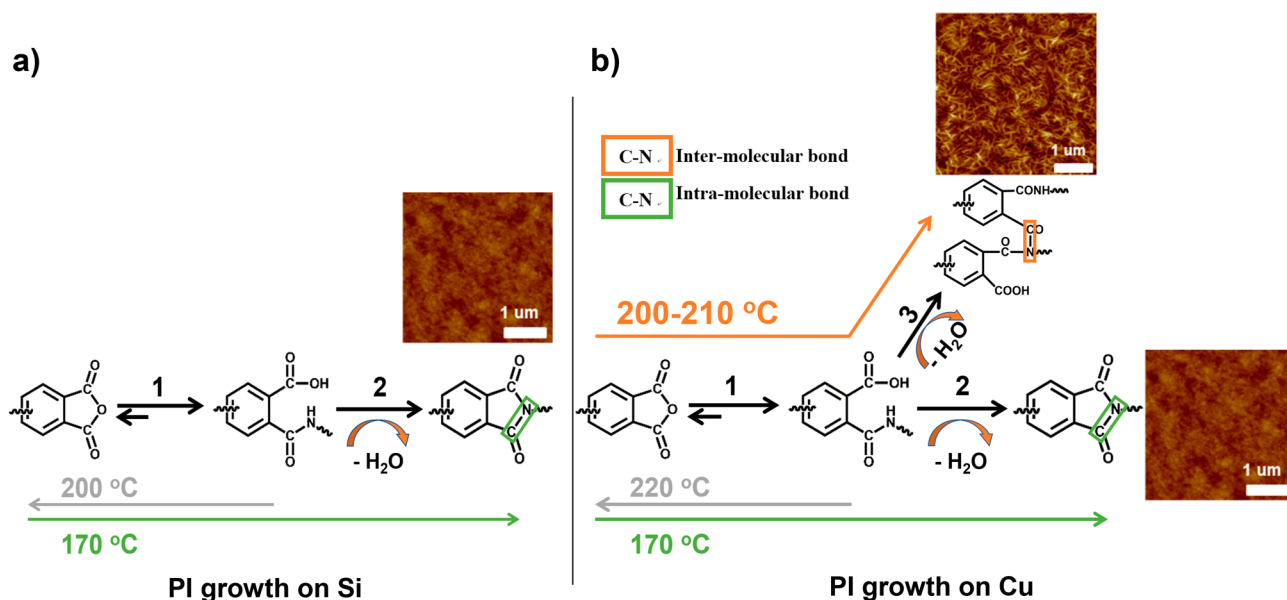 a)
1 um
O
O
O
1
O
OH
H
N
O
2
- H2O
O
N
C
O
200 °C
170 °C
PI growth on Si
b)
C-N Inter-molecular bond
C-N Intra-molecular bond
1 um
CONH
CO
O
C
N
COOH
200-210 °C
3
- H2O
O
O
O
1
O
OH
H
N
O
2
- H2O
O
N
C
O
1 um
220 °C
170 °C
PI growth on Cu